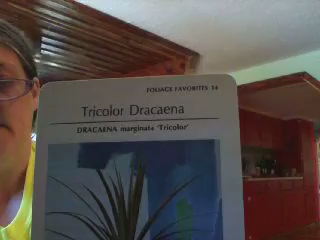 FOLIAGE FAVORITES 14
Tricolor Dracaena
DRACAENA marginata 'Tricolor'